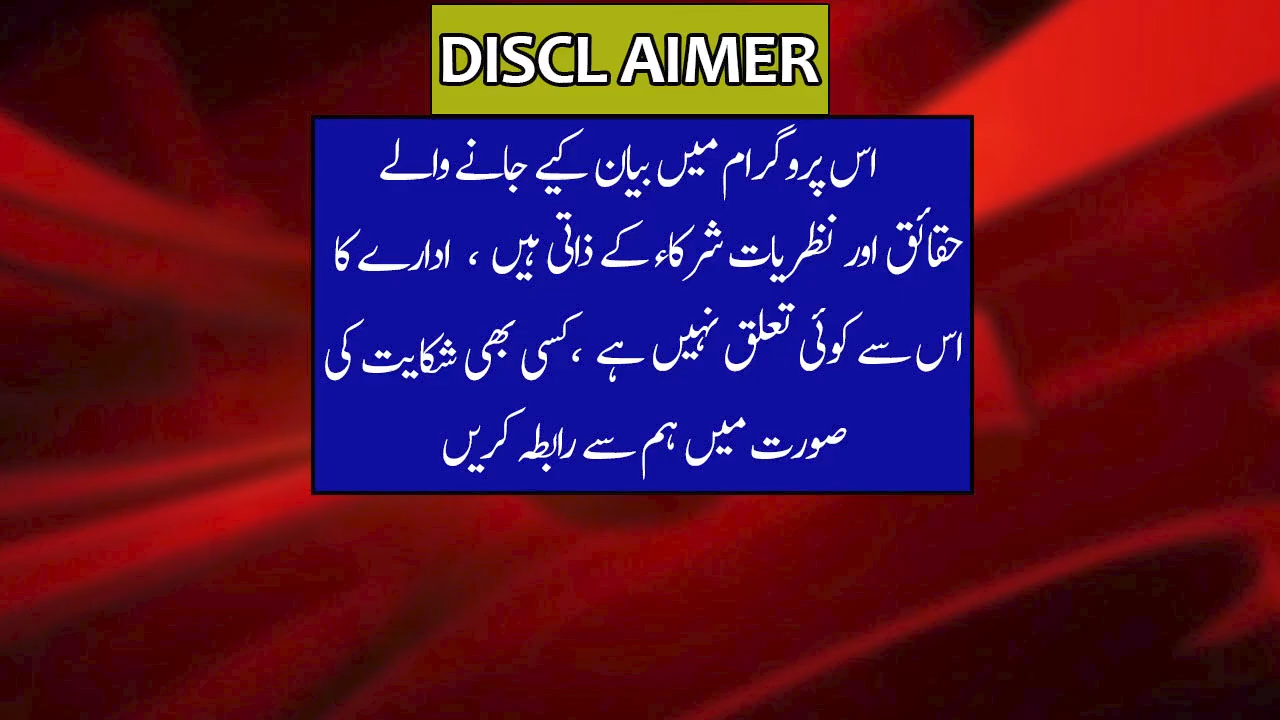 DISCL AIMER
اس پروگرام میں بیان کیے جانے والے
حقائق اور نظریات شرکاء کے ذاتی ہیں ، ادارے کا
اس سے کوئی تعلق نہیں ہے ،کسی بھی شکایت کی
صورت میں ہم سے رابطہ کریں